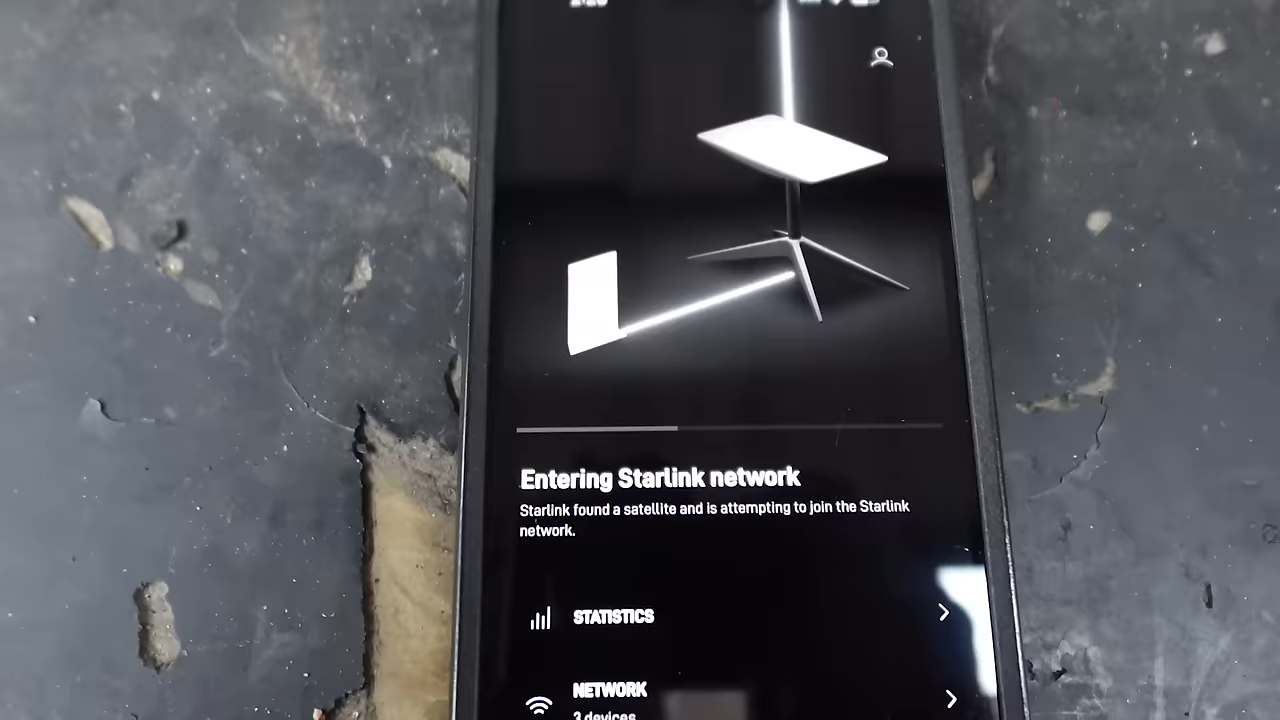 Entering Starlink network
Starlink found a satellite and is attempting to join the Starlink
network.
STATISTICS
NETWORK
3 devices